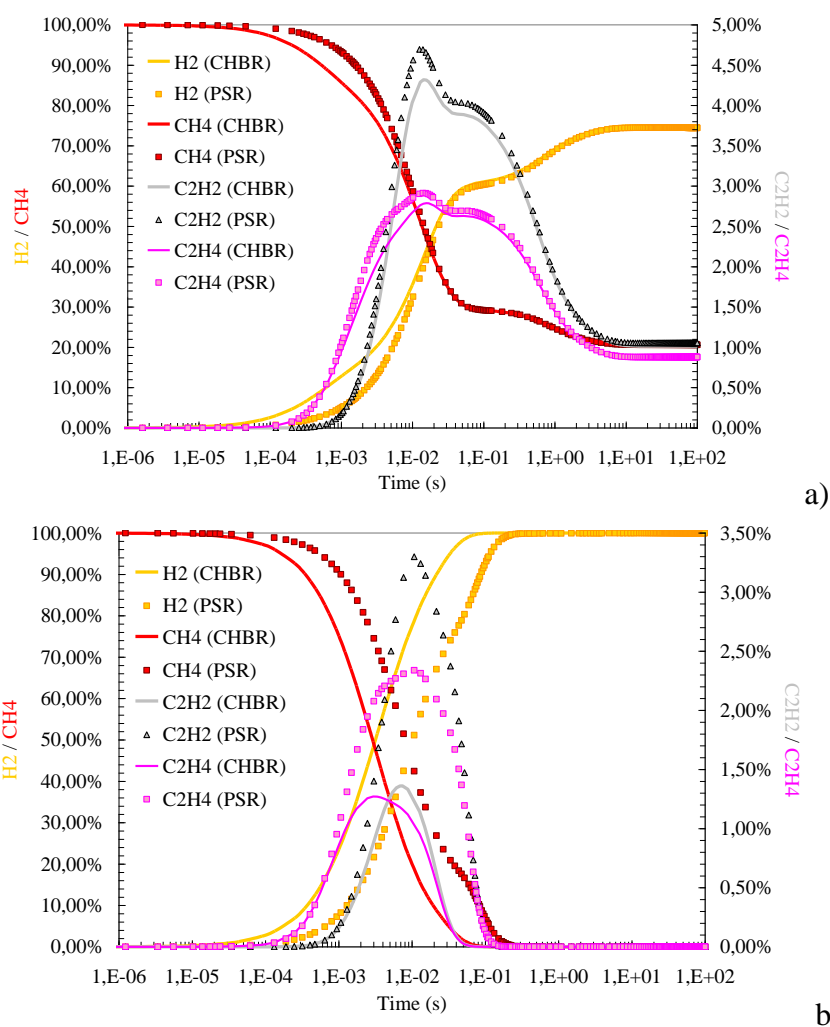 100,00%
90,00%
80,00%
70,00%
60,00%
50,00%
40,00%
30,00%
20,00%
10,00%
0,00%
H2 / CH4
H2 (CHBR)
H2 (PSR)
CH4 (CHBR)
CH4 (PSR)
C2H2 (CHBR)
C2H2 (PSR)
C2H4 (CHBR)
C2H4 (PSR)
5,00%
4,50%
4,00%
3,50%
3,00%
2,50%
2,00%
1,50%
1,00%
0,50%
0,00%
C2H2 / C2H4
1,E-06 1,E-05 1,E-04 1,E-03 1,E-02 1,E-01 1,E+00 1,E+01 1,E+02
Time (s)
a)
100,00%
90,00%
80,00%
70,00%
60,00%
50,00%
40,00%
30,00%
20,00%
10,00%
0,00%
H2 / CH4
H2 (CHBR)
H2 (PSR)
CH4 (CHBR)
CH4 (PSR)
C2H2 (CHBR)
C2H2 (PSR)
C2H4 (CHBR)
C2H4 (PSR)
3,50%
3,00%
2,50%
2,00%
1,50%
1,00%
0,50%
0,00%
C2H2 / C2H4
1,E-06 1,E-05 1,E-04 1,E-03 1,E-02 1,E-01 1,E+00 1,E+01 1,E+02
Time (s)
b